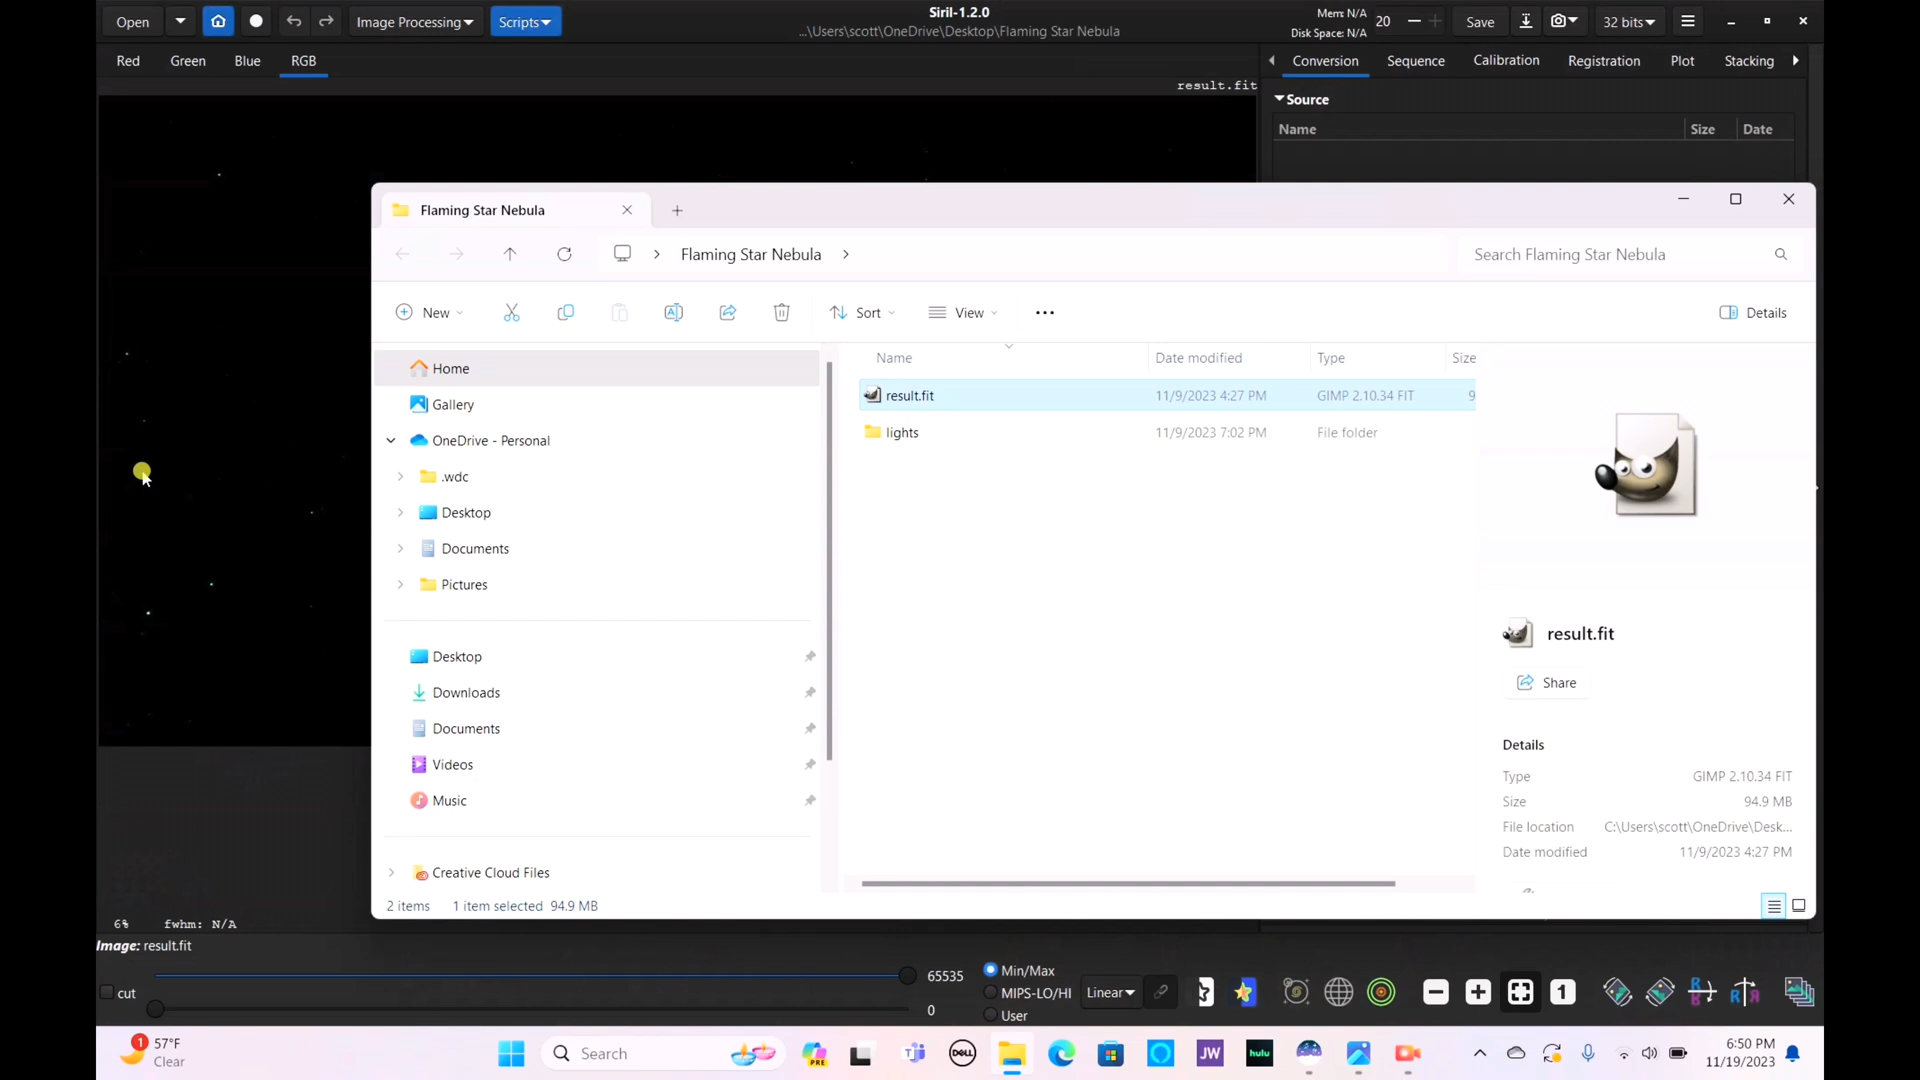 Open
Image Processing
Scripts
Siril-1.2.0
...\Users\scott\OneDrive\Desktop\Flaming Star Nebula
Mem: N/A
Disk Space: N/A
20
Save
32 bits
Red
Green
Blue
RGB
result.fit
Conversion
Sequence
Calibration
Registration
Plot
Stacking
Source
Name
Size
Date
Flaming Star Nebula
Flaming Star Nebula
Search Flaming Star Nebula
New
Sort
View
Details
Home
Gallery
OneDrive - Personal
.wdc
Desktop
Documents
Pictures
Desktop
Downloads
Documents
Videos
Music
Creative Cloud Files
Name
Date modified
Type
Size
result.fit
11/9/2023 4:27 PM
GIMP 2.10.34 FIT
9
lights
11/9/2023 7:02 PM
File folder
result.fit
Share
Details
Type
GIMP 2.10.34 FIT
Size
94.9 MB
File location
C:\Users\scott\OneDrive\Desk...
Date modified
11/9/2023 4:27 PM
2 items
1 item selected
94.9 MB
6%
fwhm: N/A
Image: result.fit
cut
65535
0
Min/Max
MIPS-LO/HI
User
Linear
1
1
57°F
Clear
Search
PRE
DELL
JW
hulu
6:50 PM
11/19/2023